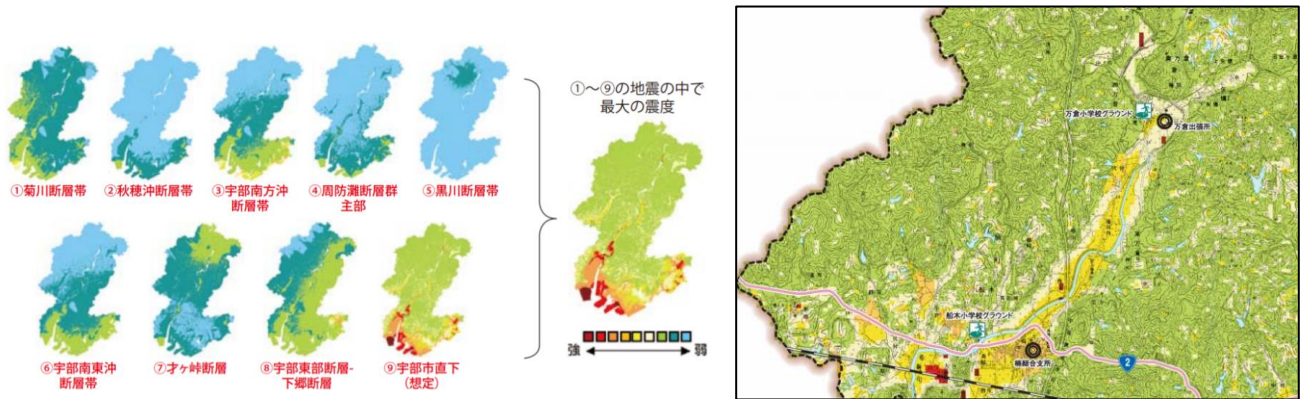 ①菊川断層帯
②秋穂沖断層帯
③宇部南方沖
断層帯
④周防灘断層群
主部
⑤黒川断層帯
⑥宇部南東沖
断層帯
⑦才ヶ峠断層
⑧宇部東部断層-
下郷断層
⑨宇部市直下
(想定)
①～⑨の地震の中で
最大の震度
強
弱
万倉小学校グラウンド
万倉出張所
船木小学校グラウンド
楠総合支所
2